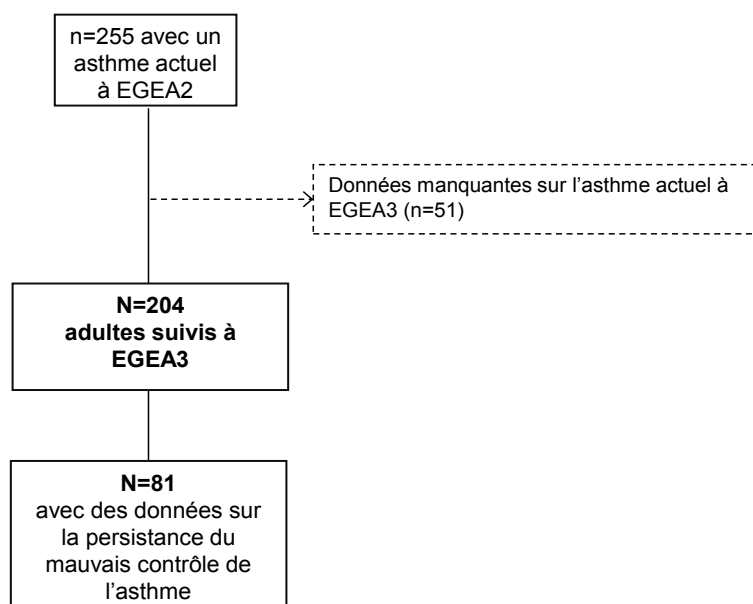 n=255 avec un
asthme actuel
à EGEA2
Données manquantes sur l’asthme actuel à
EGEA3 (n=51)
N=204
adultes suivis à
EGEA3
N=81
avec des données sur
la persistance du
mauvais contrôle de
l’asthme